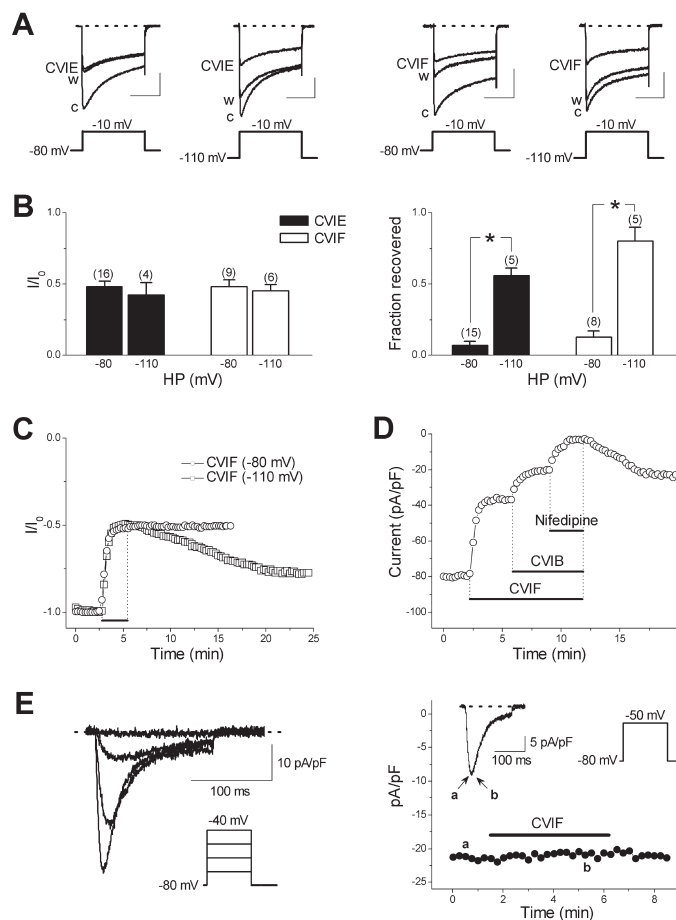 A
CVIE
w
c
-10 mV
-80 mV
CVIE
w
c
-10 mV
-110 mV
CVIF
w
c
-10 mV
-80 mV
CVIF
w
c
-10 mV
-110 mV
B
I/I0
1.0
0.5
0.0
(16)
(4)
(9)
(6)
CVIE
CVIF
-80
-110
-80
-110
HP (mV)
Fraction recovered
1.0
0.5
0.0
*
*
(15)
(5)
(8)
(5)
-80
-110
-80
-110
HP (mV)
C
I/I0
0.0
-0.5
-1.0
CVIF (-80 mV)
CVIF (-110 mV)
0 5 10 15 20 25
Time (min)
D
Current (pA/pF)
0
-20
-40
-60
-80
-100
Nifedipine
CVIB
CVIF
0 5 10 15
Time (min)
E
10 pA/pF
100 ms
-40 mV
-80 mV
pA/pF
0
-5
-10
-15
-20
-25
5 pA/pF
100 ms
a
b
-50 mV
-80 mV
CVIF
a
b
0 2 4 6 8
Time (min)